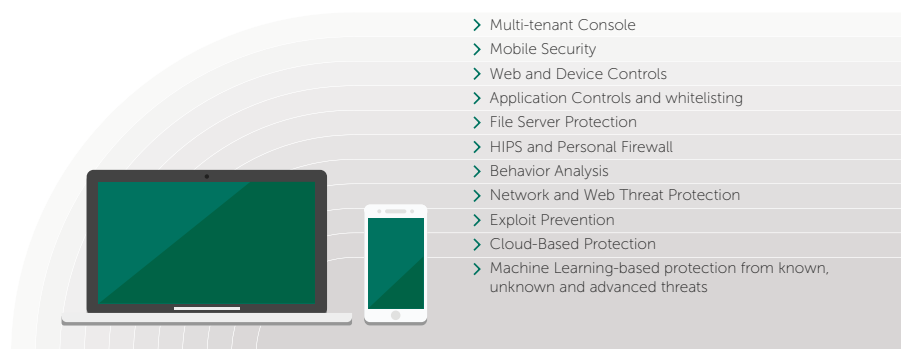 Multi-tenant Console
Mobile Security
Web and Device Controls
Application Controls and whitelisting
File Server Protection
HIPS and Personal Firewall
Behavior Analysis
Network and Web Threat Protection
Exploit Prevention
Cloud-Based Protection
Machine Learning-based protection from known,
unknown and advanced threats